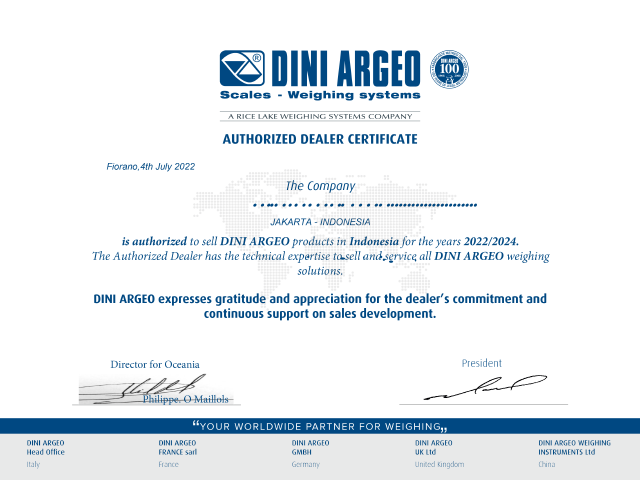 DINI ARGEO
Scales - Weighing systems
DINI ARGEO
100
A RICE LAKE WEIGHING SYSTEMS COMPANY
AUTHORIZED DEALER CERTIFICATE
Fiorano,4th July 2022
The Company
JAKARTA - INDONESIA
is authorized to sell DINI ARGEO products in Indonesia for the years 2022/2024.
The Authorized Dealer has the technical expertise to sell and service all DINI ARGEO weighing
solutions.
DINI ARGEO expresses gratitude and appreciation for the dealer's commitment and
continuous support on sales development.
Director for Oceania
President
Philippe. O Maillols
“YOUR WORLDWIDE PARTNER FOR WEIGHING„
DINI ARGEO
Head Office
Italy
DINI ARGEO
FRANCE sarl
France
DINI ARGEO
GMBH
Germany
DINI ARGEO
UK Ltd
United Kingdom
DINI ARGEO WEIGHING
INSTRUMENTS Ltd
China